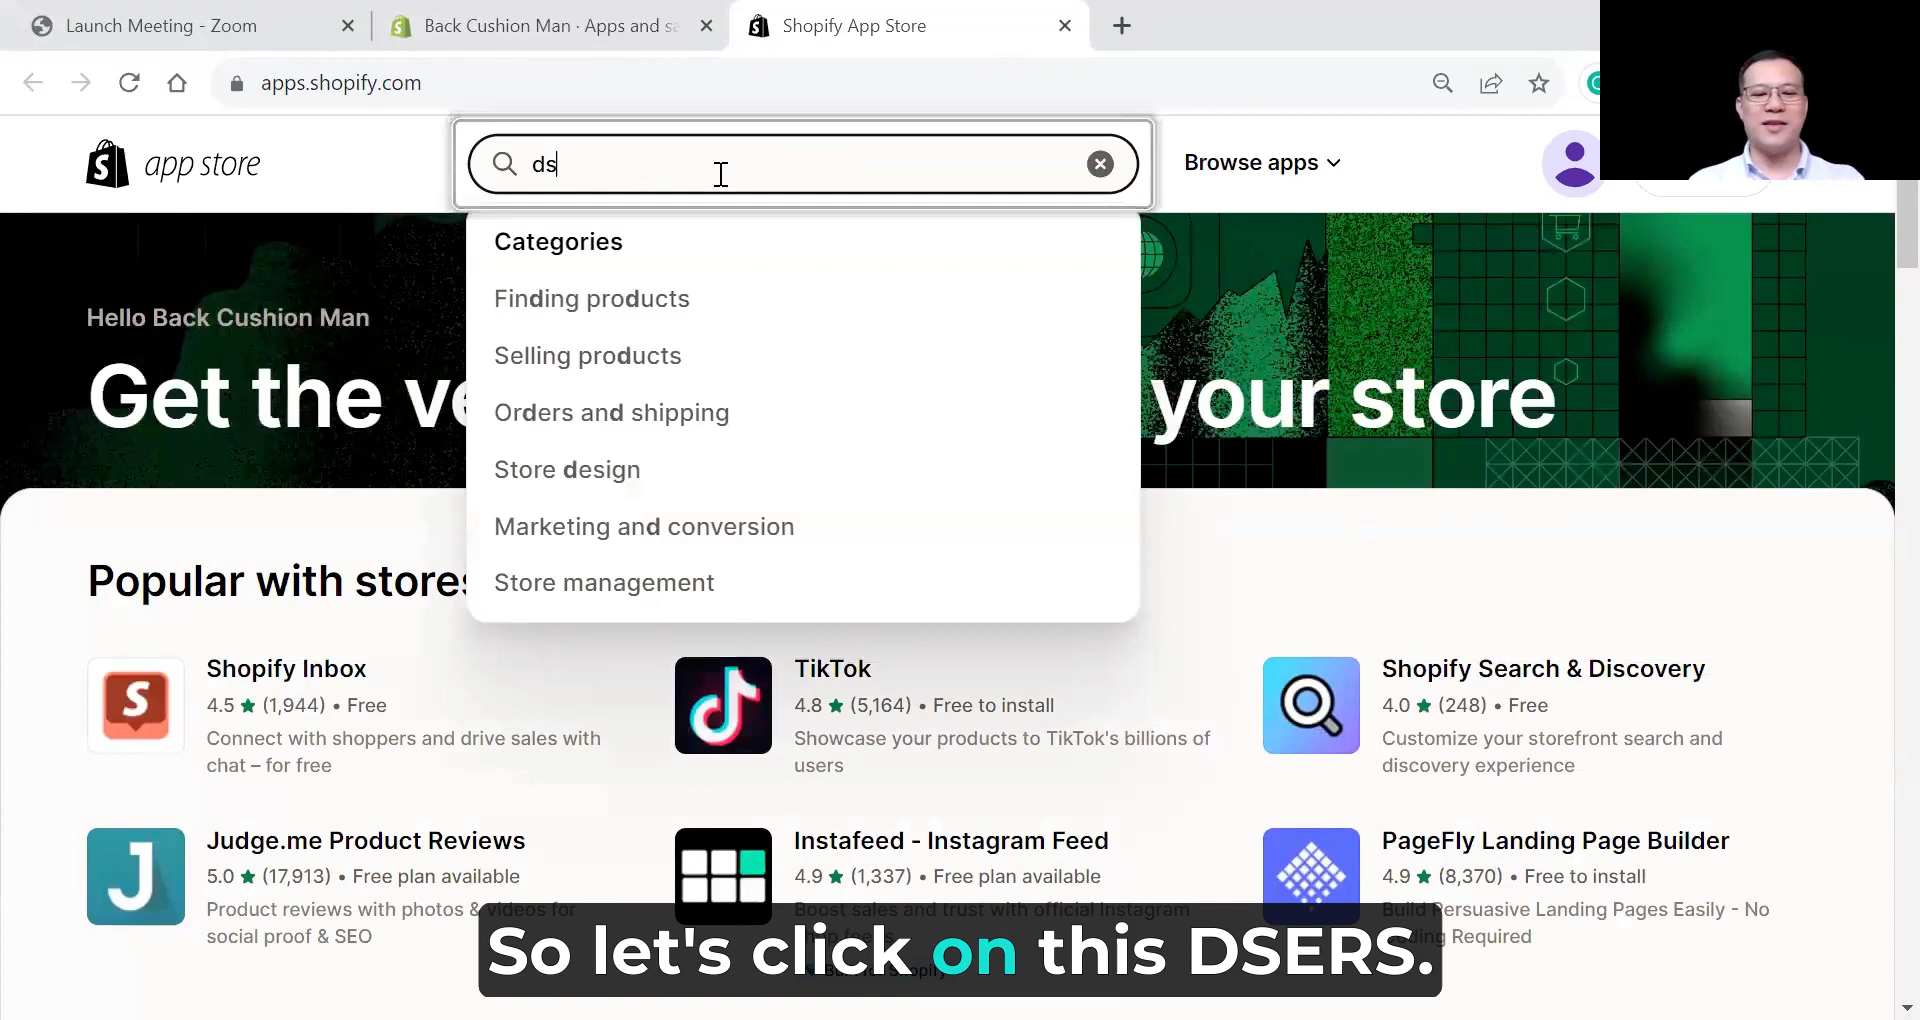 Launch Meeting - Zoom
Back Cushion Man · Apps and sa
Shopify App Store
apps.shopify.com
app store
ds
Browse apps
Categories
Finding products
Selling products
Orders and shipping
Store design
Marketing and conversion
Store management
Hello Back Cushion Man
Get the ve
your store
Popular with stores
Shopify Inbox
4.5 ★ (1,944) • Free
Connect with shoppers and drive sales with
chat – for free
TikTok
4.8 ★ (5,164) • Free to install
Showcase your products to TikTok's billions of
users
Shopify Search & Discovery
4.0 ★ (248) • Free
Customize your storefront search and
discovery experience
Judge.me Product Reviews
5.0 ★ (17,913) • Free plan available
Product reviews with photos & videos for
social proof & SEO
Instafeed - Instagram Feed
4.9 ★ (1,337) • Free plan available
Boost sales and trust with official Instagram
PageFly Landing Page Builder
4.9 ★ (8,370) • Free to install
Build Persuasive Landing Pages Easily - No
Coding Required
So let's click on this DSERS.